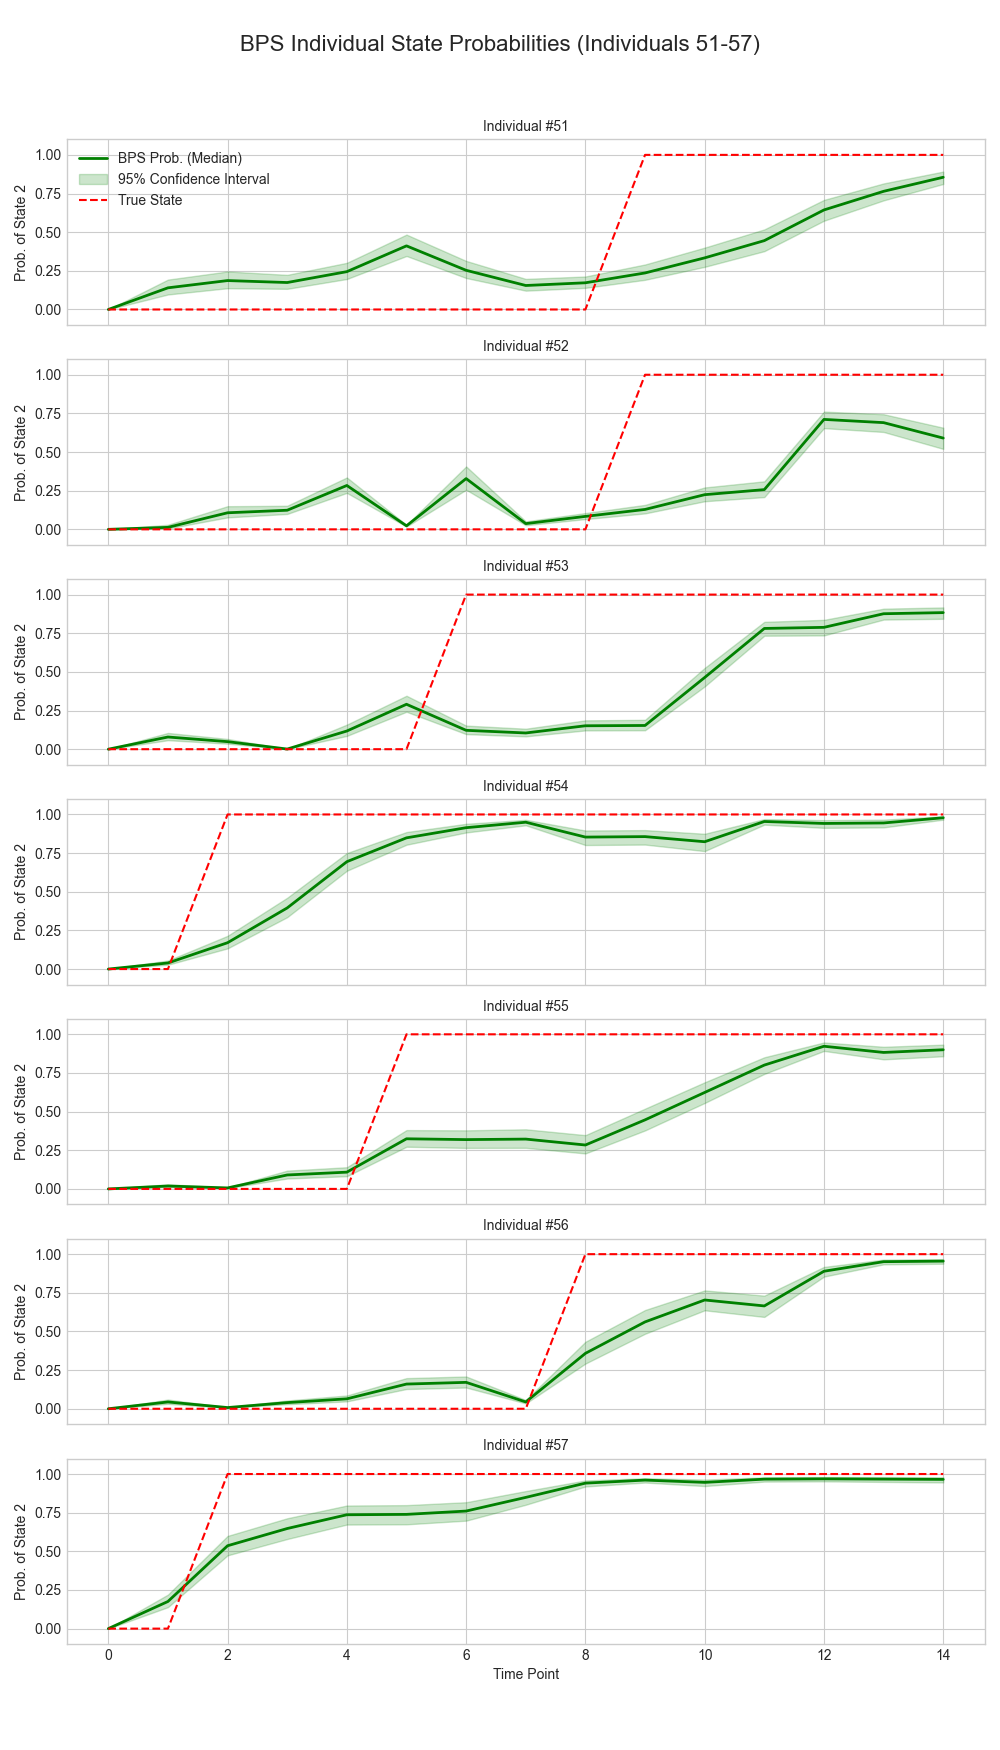 BPS Individual State Probabilities (Individuals 51-57)
Individual #51
BPS Prob. (Median)
95% Confidence Interval
True State
1.00
0.75
0.50
0.25
0.00
Prob. of State 2
Individual #52
1.00
0.75
0.50
0.25
0.00
Prob. of State 2
Individual #53
1.00
0.75
0.50
0.25
0.00
Prob. of State 2
Individual #54
1.00
0.75
0.50
0.25
0.00
Prob. of State 2
Individual #55
1.00
0.75
0.50
0.25
0.00
Prob. of State 2
Individual #56
1.00
0.75
0.50
0.25
0.00
Prob. of State 2
Individual #57
1.00
0.75
0.50
0.25
0.00
Prob. of State 2
0 2 4 6 8 10 12 14
Time Point